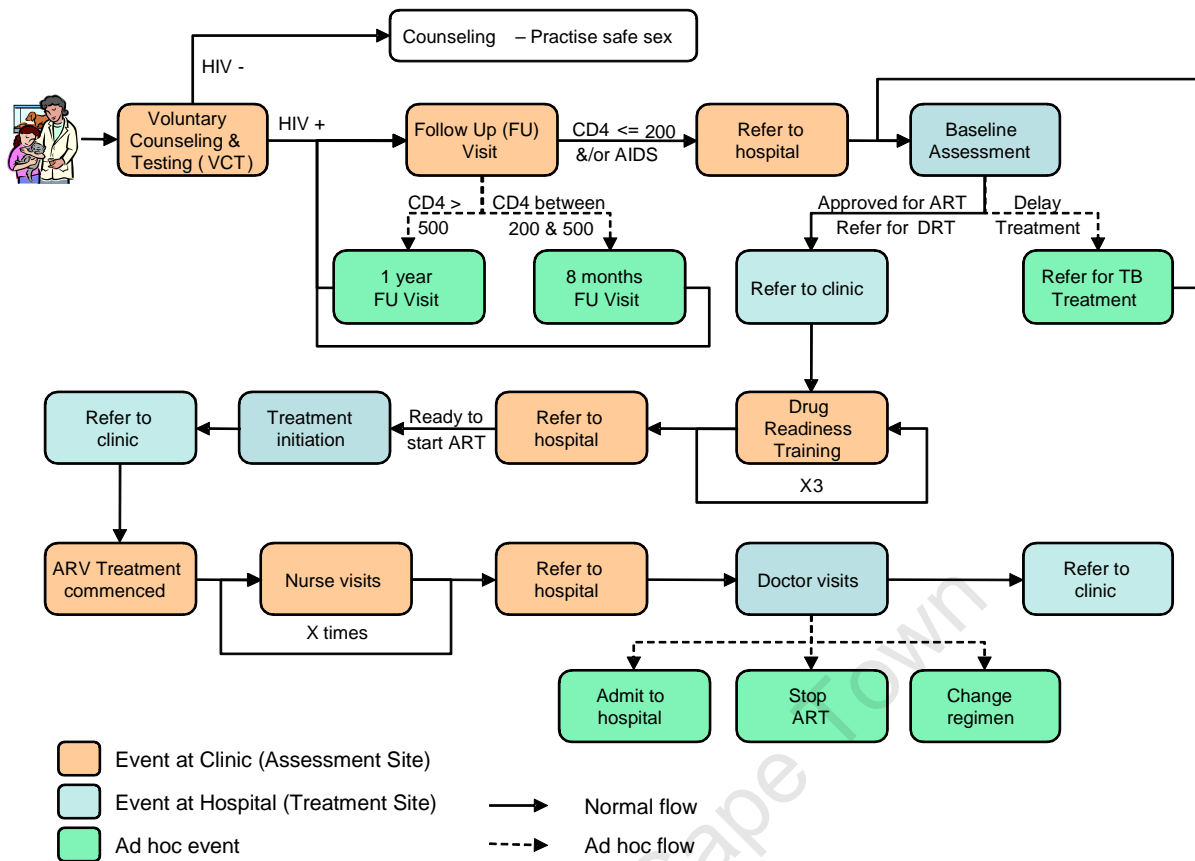 Counseling – Practise safe sex
HIV -
Voluntary
Counseling &
Testing ( VCT)
HIV +
Follow Up (FU)
Visit
CD4 <= 200
&/or AIDS
Refer to
hospital
Baseline
Assessment
CD4 >
500
CD4 between
200 & 500
Approved for ART
Refer for DRT
Delay
Treatment
1 year
FU Visit
8 months
FU Visit
Refer to clinic
Refer for TB
Treatment
Refer to
clinic
Treatment
initiation
Ready to
start ART
Refer to
hospital
Drug
Readiness
Training
X3
ARV Treatment
commenced
Nurse visits
X times
Refer to
hospital
Doctor visits
Refer to
clinic
Admit to
hospital
Stop
ART
Change
regimen
Event at Clinic (Assessment Site)
Event at Hospital (Treatment Site)
Ad hoc event
Normal flow
Ad hoc flow
Cape Town